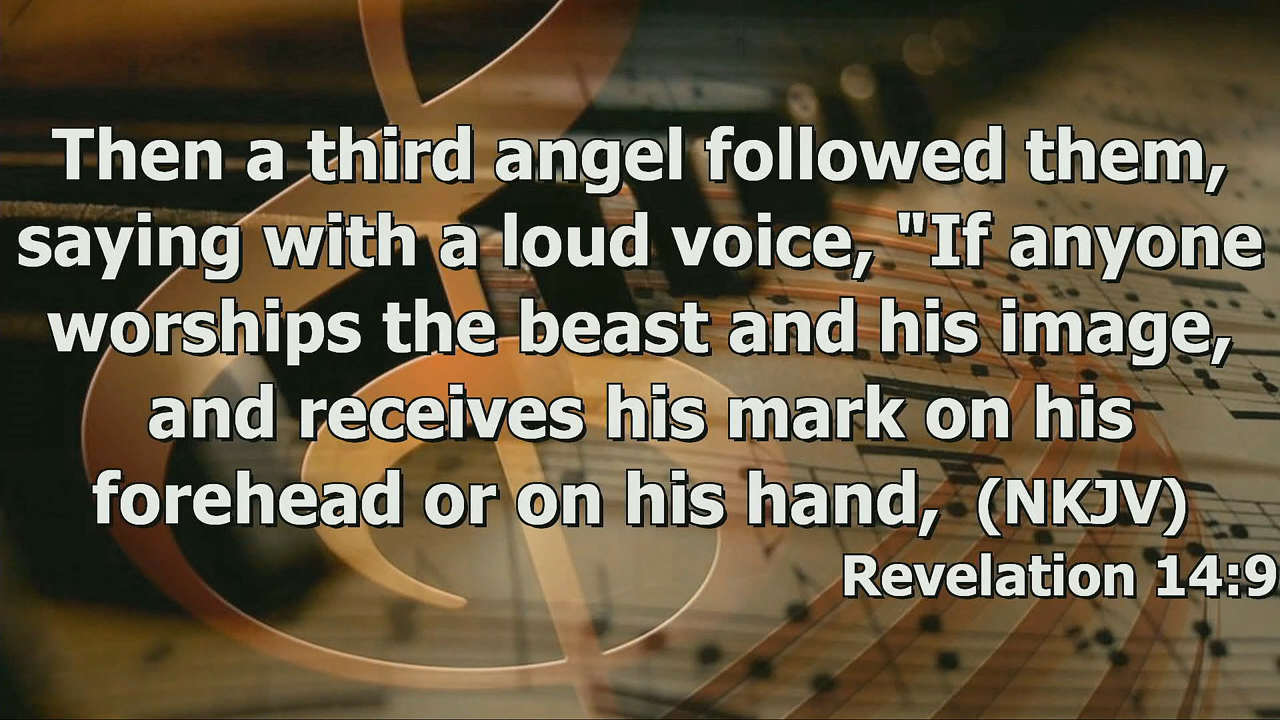 Then a third angel followed them,
saying with a loud voice, "If anyone
worships the beast and his image,
and receives his mark on his
forehead or on his hand, (NKJV)
Revelation 14:9